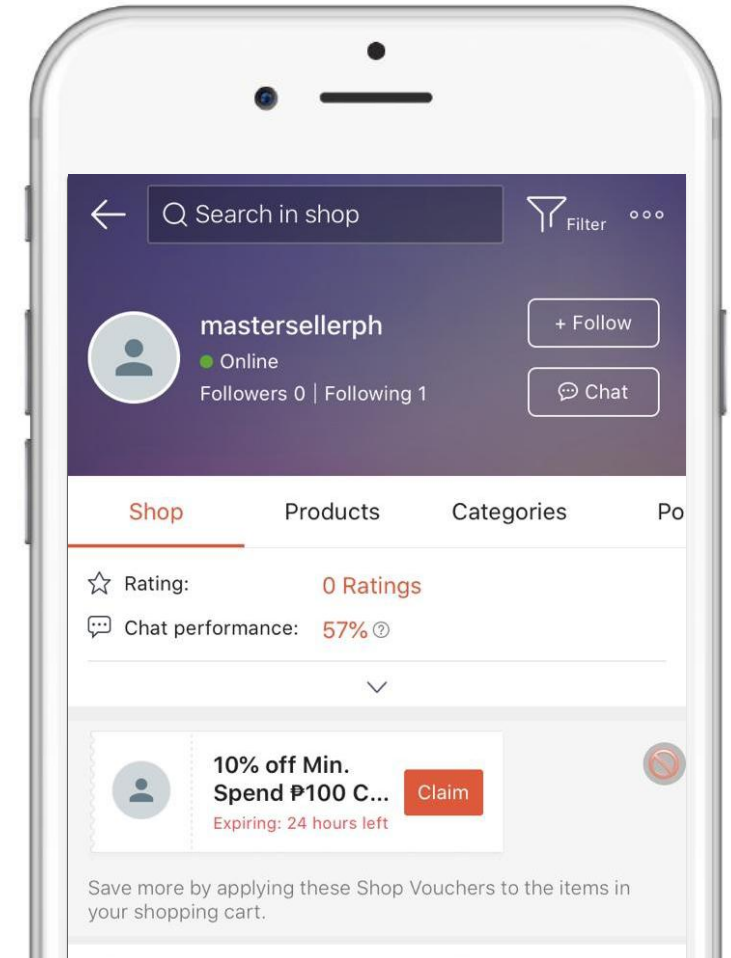 Search in shop
Filter
mastersellerph
+ Follow
Online
Followers 0 | Following 1
Chat
Shop Products Categories Po
Rating: 0 Ratings
Chat performance: 57% ?
10% off Min.
Spend ₱100 C...
Claim
Expiring: 24 hours left
Save more by applying these Shop Vouchers to the items in
your shopping cart.